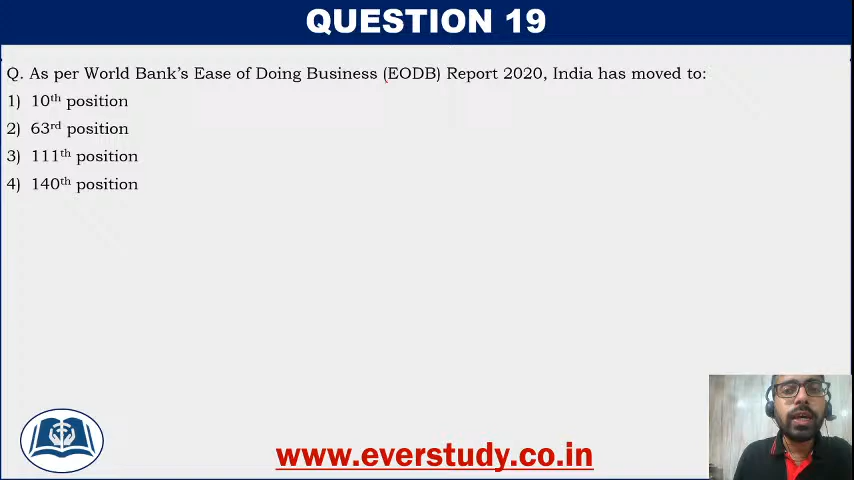 QUESTION 19
Q. As per World Bank’s Ease of Doing Business (EODB) Report 2020, India has moved to:
1) 10th position
2) 63rd position
3) 111th position
4) 140th position
www.everstudy.co.in